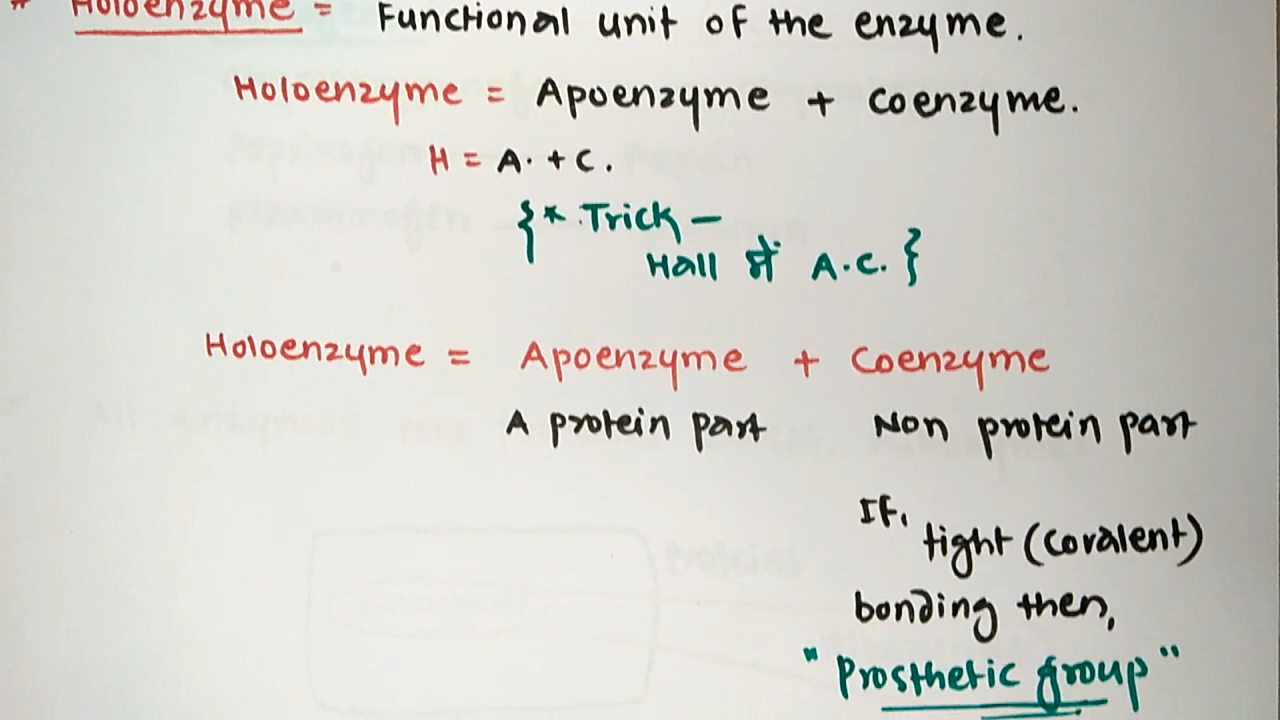 * Holoenzyme = Functional unit of the enzyme.
Holoenzyme = Apoenzyme + Coenzyme.
H = A. + C.
{* Trick –
Hall में A.C. }
Holoenzyme = Apoenzyme + Coenzyme
A protein part Non protein part
If, tight (covalent)
bonding then,
"Prosthetic group"